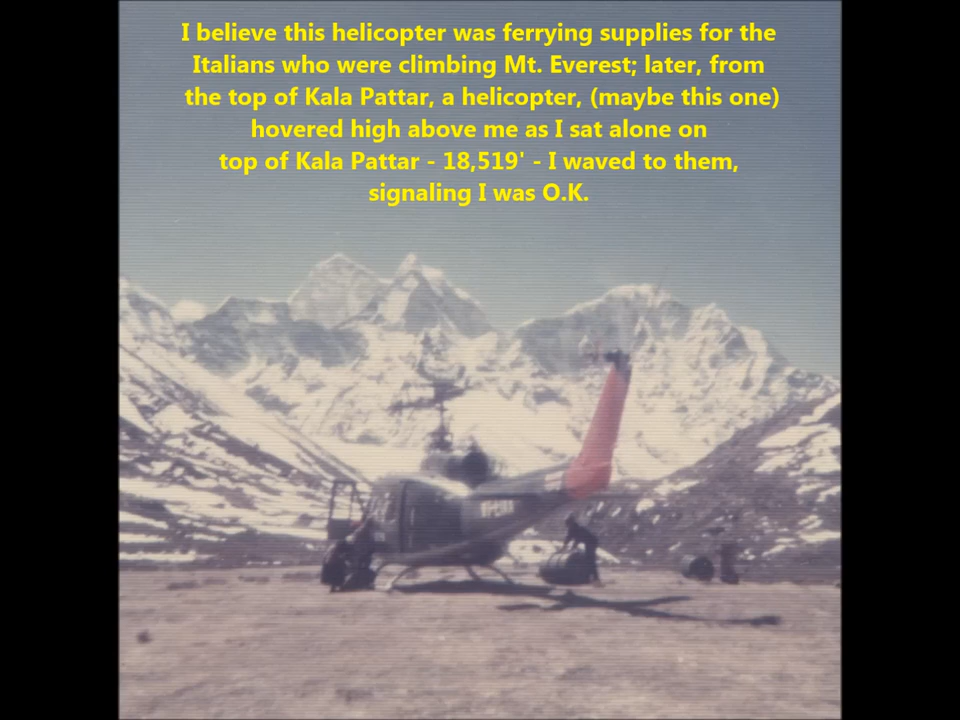 I believe this helicopter was ferrying supplies for the
Italians who were climbing Mt. Everest; later, from
the top of Kala Pattar, a helicopter, (maybe this one)
hovered high above me as I sat alone on
top of Kala Pattar - 18,519' - I waved to them,
signaling I was O.K.